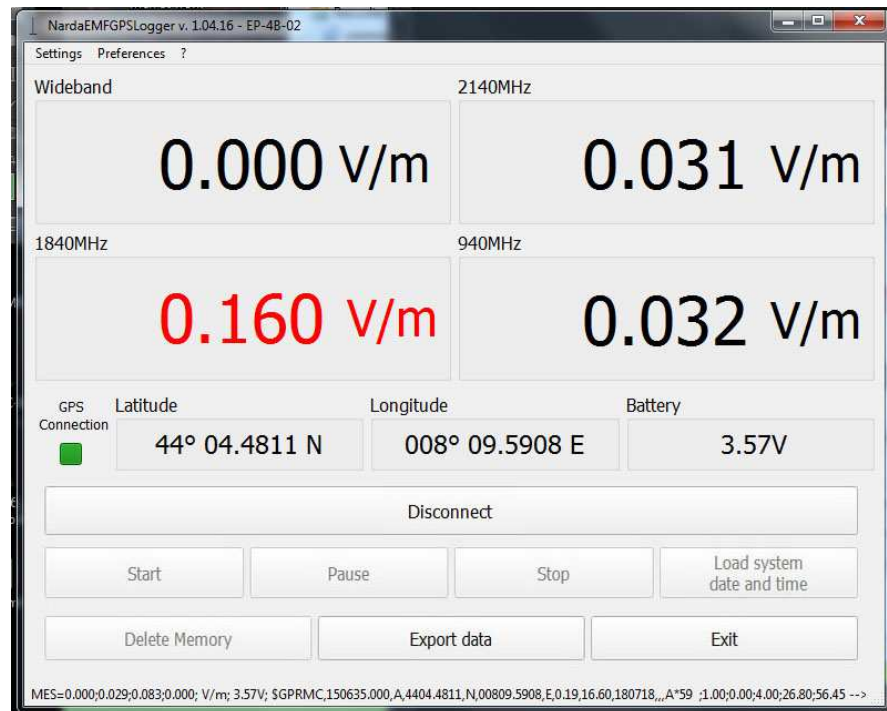 NardaEMFGPSLogger v. 1.04.16 - EP-4B-02
Settings Preferences ?
Wideband 2140MHz
0.000 V/m 0.031 V/m
1840MHz 940MHz
0.160 V/m 0.032 V/m
GPS Connection Latitude Longitude Battery
44° 04.4811 N 008° 09.5908 E 3.57V
Disconnect
Start Pause Stop Load system date and time
Delete Memory Export data Exit
MES=0.000;0.029;0.083;0.000; V/m; 3.57V; $GPRMC,150635.000,A,4404.4811,N,00809.5908,E,0.19,16.60,180718,,,A*59 ;1.00;0.00;4.00;26.80;56.45 -->